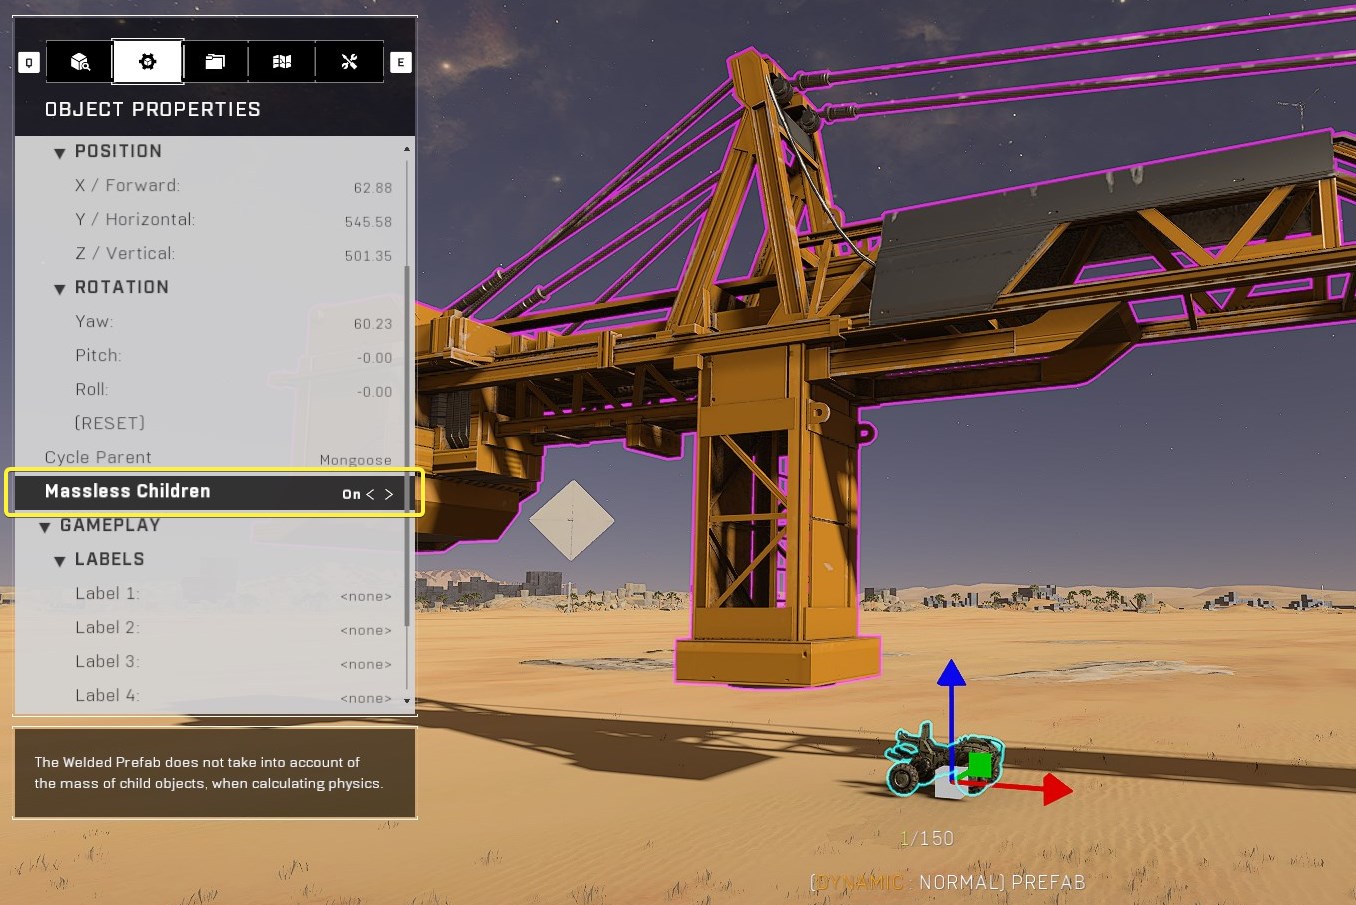 Q
E
OBJECT PROPERTIES
POSITION
X / Forward: 62.88
Y / Horizontal: 545.58
Z / Vertical: 501.35
ROTATION
Yaw: 60.23
Pitch: -0.00
Roll: -0.00
[RESET]
Cycle Parent Mongoose
Massless Children On < >
GAMEPLAY
LABELS
Label 1: <none>
Label 2: <none>
Label 3: <none>
Label 4: <none>
The Welded Prefab does not take into account of
the mass of child objects, when calculating physics.
1/150
[DYNAMIC: NORMAL] PREFAB